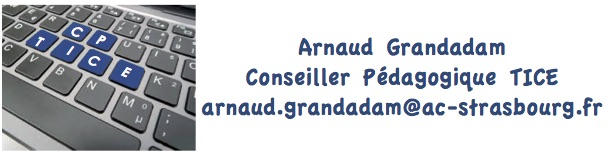 CP
TICE
Arnaud Grandadam
Conseiller Pédagogique TICE
arnaud.grandadam@ac-strasbourg.fr